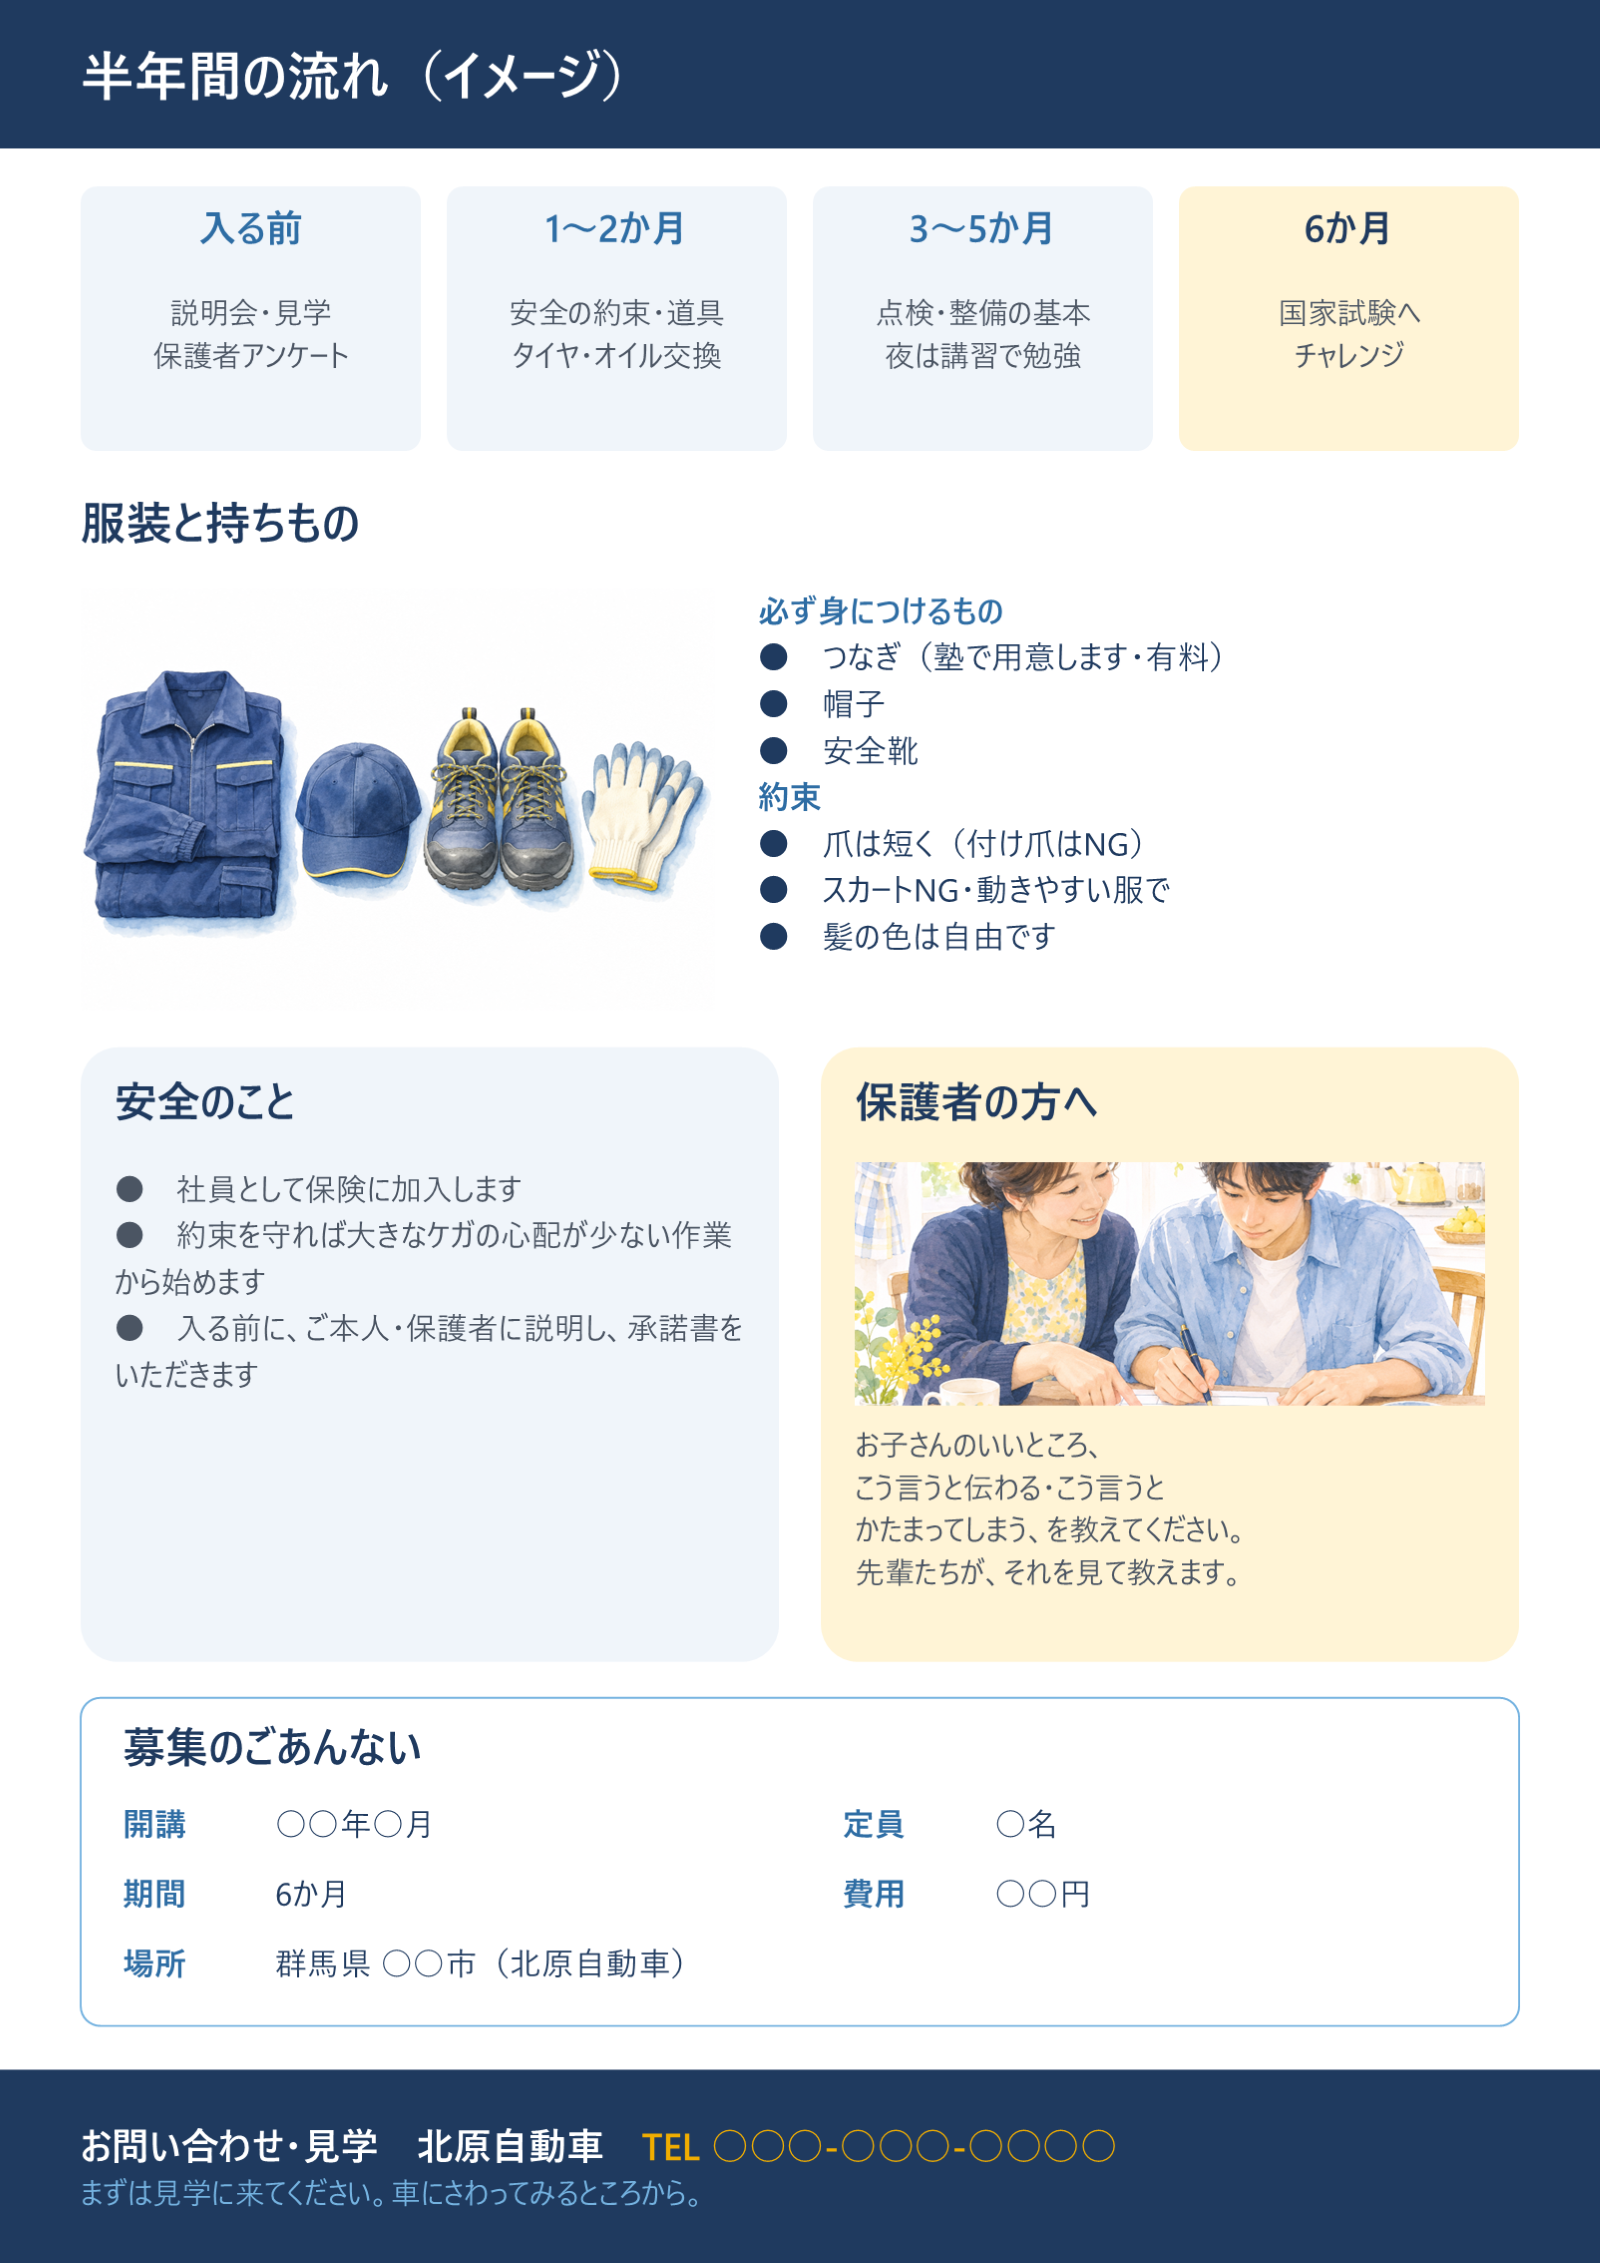 半年間の流れ（イメージ）
入る前
説明会・見学
保護者アンケート
1～2か月
安全の約束・道具
タイヤ・オイル交換
3～5か月
点検・整備の基本
夜は講習で勉強
6か月
国家試験へ
チャレンジ
服装と持ちもの
必ず身につけるもの
● つなぎ（塾で用意します・有料）
● 帽子
● 安全靴
約束
● 爪は短く（付け爪はNG）
● スカートNG・動きやすい服で
● 髪の色は自由です
安全のこと
● 社員として保険に加入します
● 約束を守れば大きなケガの心配が少ない作業
から始めます
● 入る前に、ご本人・保護者に説明し、承諾書を
いただきます
保護者の方へ
お子さんのいいところ、
こう言うと伝わる・こう言うと
かたまってしまう、を教えてください。
先輩たちが、それを見て教えます。
募集のごあんない
開講 〇〇年〇月
定員 〇名
期間 6か月
費用 〇〇円
場所 群馬県 〇〇市（北原自動車）
お問い合わせ・見学 北原自動車 TEL 〇〇〇-〇〇〇-〇〇〇〇
まずは見学に来てください。車にさわってみるところから。